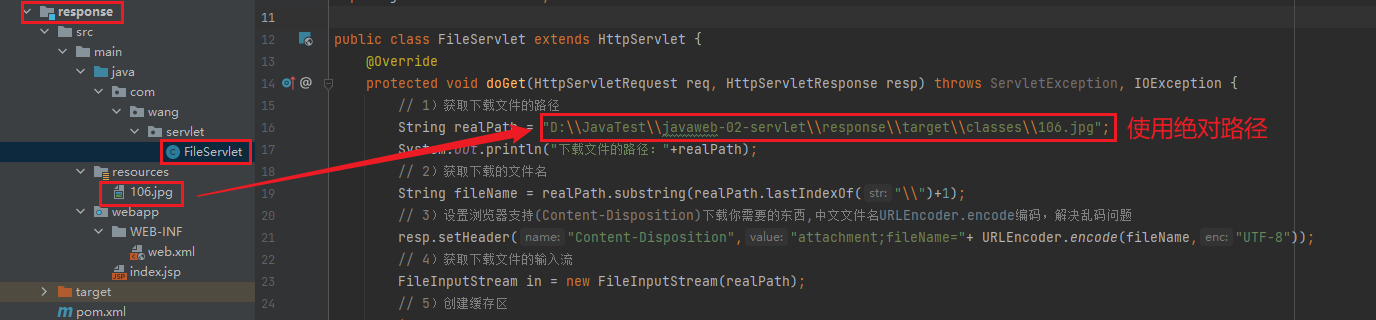 response
src
main
java
com
wang
servlet
FileServlet
resources
106.jpg
webapp
WEB-INF
web.xml
index.jsp
target
pom.xml
11
12 public class FileServlet extends HttpServlet {
13 @Override
14 @ protected void doGet(HttpServletRequest req, HttpServletResponse resp) throws ServletException, IOException {
15 // 1）获取下载文件的路径
16 String realPath = "D:\\JavaTest\\javaweb-02-servlet\\response\\target\\classes\\106.jpg"; 使用绝对路径
17 System.out.println("下载文件的路径："+realPath);
18 // 2）获取下载的文件名
19 String fileName = realPath.substring(realPath.lastIndexOf( str: "\\")+1);
20 // 3）设置浏览器支持(Content-Disposition)下载你需要的东西,中文文件名URLEncoder.encode编码，解决乱码问题
21 resp.setHeader( name: "Content-Disposition", value: "attachment;fileName="+ URLEncoder.encode(fileName, enc: "UTF-8"));
22 // 4）获取下载文件的输入流
23 FileInputStream in = new FileInputStream(realPath);
24 // 5）创建缓存区